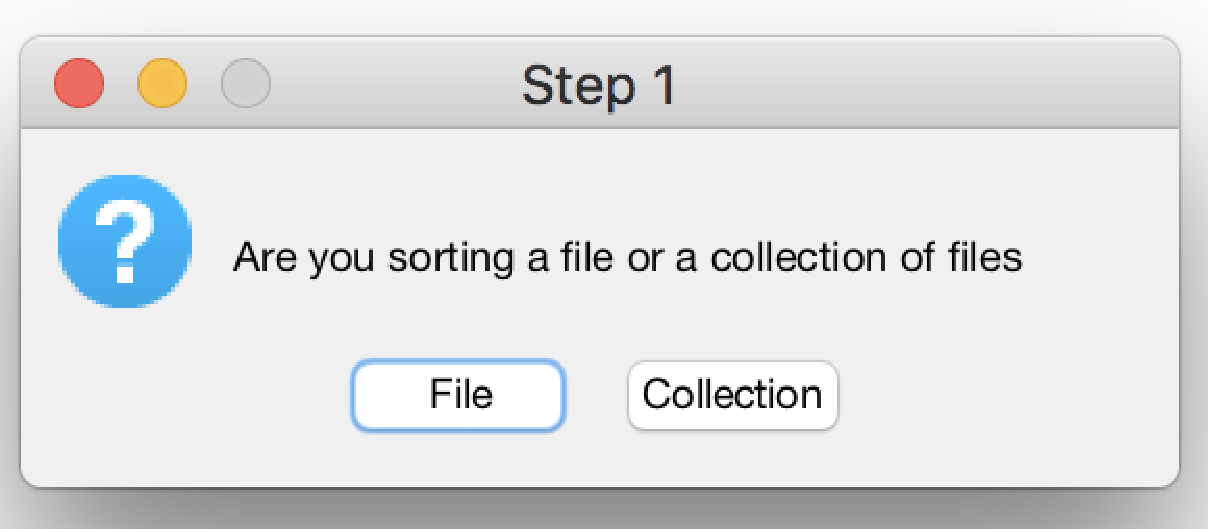 Step 1
?
Are you sorting a file or a collection of files
File
Collection